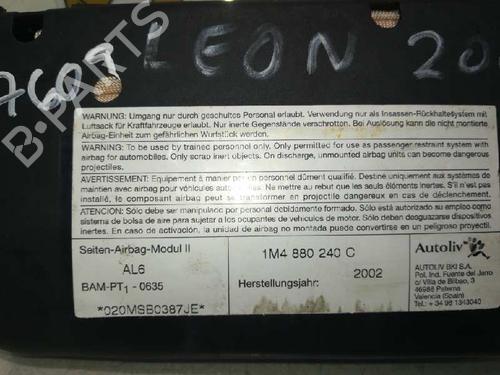 LEON 20
B-PARTS
WARNUNG: Umgang nur durch geschultes Personal erlaubt. Verwendung nur als Insassen-Rückhaltesystem mit
Luftsack für Kraftfahrzeuge erlaubt. Nur inerte Gegenstände verschrotten. Bei Auslösung kann die nicht montierte
Airbag-Einheit zum gefährlichen Wurfstück werden.
WARNING: To be used by trained personnel only. Only permitted for use as passenger restraint system with
airbag for automobiles. Only scrap inert objects. On discharge, unmounted airbag units can become dangerous
projectiles.
AVERTISSEMENT: Equipement à manier par un personnel dûment qualifié. Utilisation exclusive aux systèmes de
maintien avec airbag pour véhicules automobiles. Ne mettre au rebut que les seuls éléments inertes. S'il n'est pas
installé, le composant airbag peut se transformer en projectil dangereux en cas de déclenchement.
ATENCIÓN: Sólo debe ser manipulado por personal debidamente formado. Sólo está autorizado su empleo como
sistema de bolsa de aire para sujetar a los ocupantes de vehículos de motor. Sólo deben desguazarse dispositivos
inertes. En caso de activación, la unidad de airbag no montada puede convertirse en un proyectil peligroso.
Seiten-Airbag-Modul II
AL6
BAM-PT1 - 0635
*020MSB0387JE*
1M4 880 240 C
2002
Herstellungsjahr:
Autoliv
AUTOLIV BKI S.A.
Pol. Ind. Fuente del Jarro
c/ Villa de Bilbao, 3
46988 Paterna
Valencia (Spain)
Tlf. + 34 96 1343040